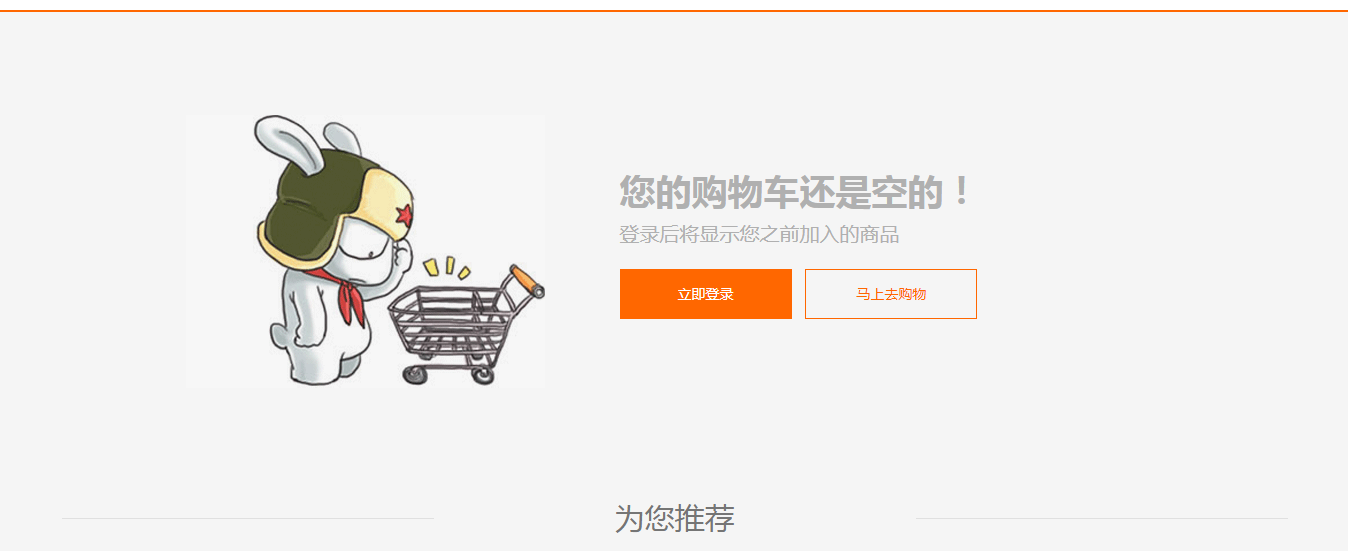 您的购物车还是空的！
登录后将显示您之前加入的商品
立即登录
马上去购物
为您推荐